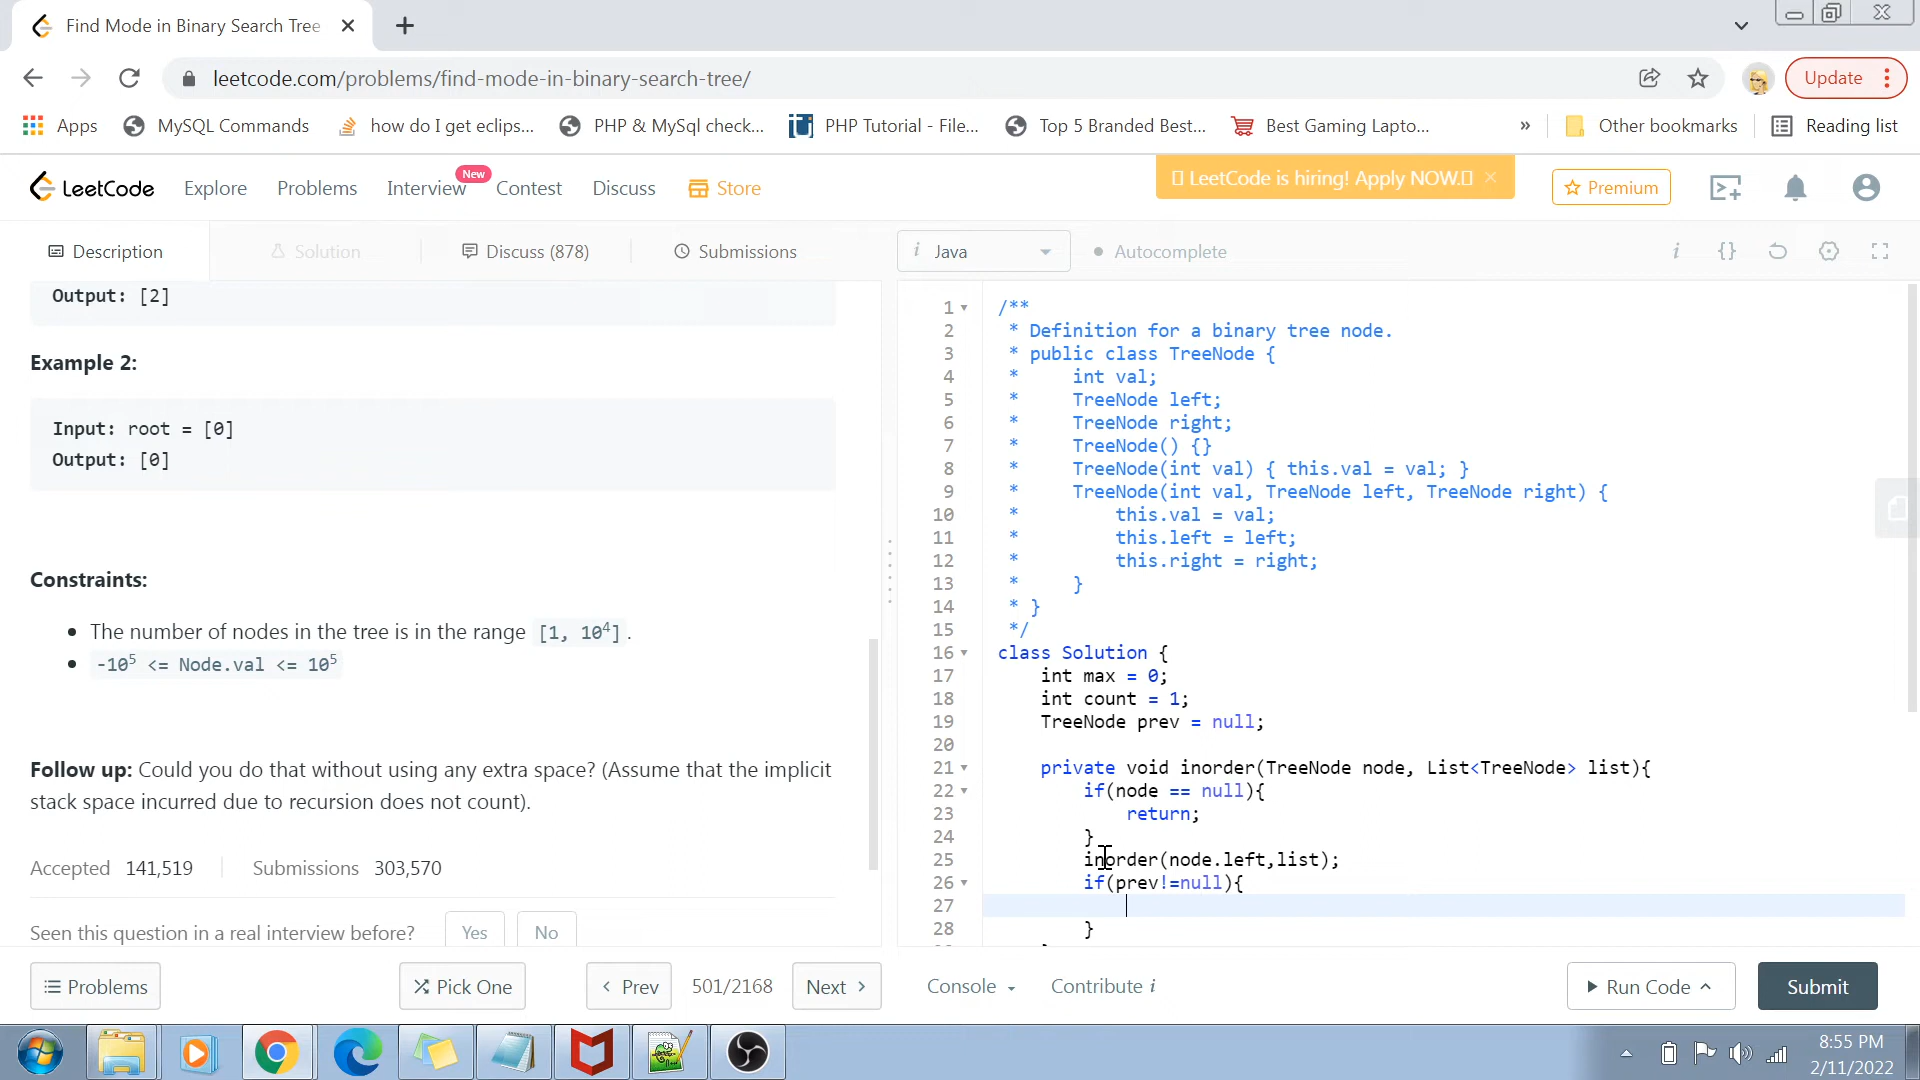 Find Mode in Binary Search Tree
leetcode.com/problems/find-mode-in-binary-search-tree/
Update
Apps
MySQL Commands
how do I get eclips...
PHP & MySql check...
PHP Tutorial - File...
Top 5 Branded Best...
Best Gaming Lapto...
»
Other bookmarks
Reading list
LeetCode
Explore
Problems
Interview
New
Contest
Discuss
Store
LeetCode is hiring! Apply NOW.
Premium
Description
Solution
Discuss (878)
Submissions
i Java
Autocomplete
i {}
Output: [2]
Example 2:
Input: root = [0]
Output: [0]
Constraints:
• The number of nodes in the tree is in the range [1, 10⁴].
• -10⁵ <= Node.val <= 10⁵
Follow up: Could you do that without using any extra space? (Assume that the implicit
stack space incurred due to recursion does not count).
Accepted 141,519 Submissions 303,570
Seen this question in a real interview before? Yes No
1 /**
2  * Definition for a binary tree node.
3  * public class TreeNode {
4  *     int val;
5  *     TreeNode left;
6  *     TreeNode right;
7  *     TreeNode() {}
8  *     TreeNode(int val) { this.val = val; }
9  *     TreeNode(int val, TreeNode left, TreeNode right) {
10  *         this.val = val;
11  *         this.left = left;
12  *         this.right = right;
13  *     }
14  * }
15  */
16 class Solution {
17     int max = 0;
18     int count = 1;
19     TreeNode prev = null;
20
21     private void inorder(TreeNode node, List<TreeNode> list){
22         if(node == null){
23             return;
24         }
25         inorder(node.left,list);
26         if(prev!=null){
27
28         }
Problems
Pick One
‹ Prev
501/2168
Next ›
Console
Contribute i
Run Code
Submit
8:55 PM
2/11/2022